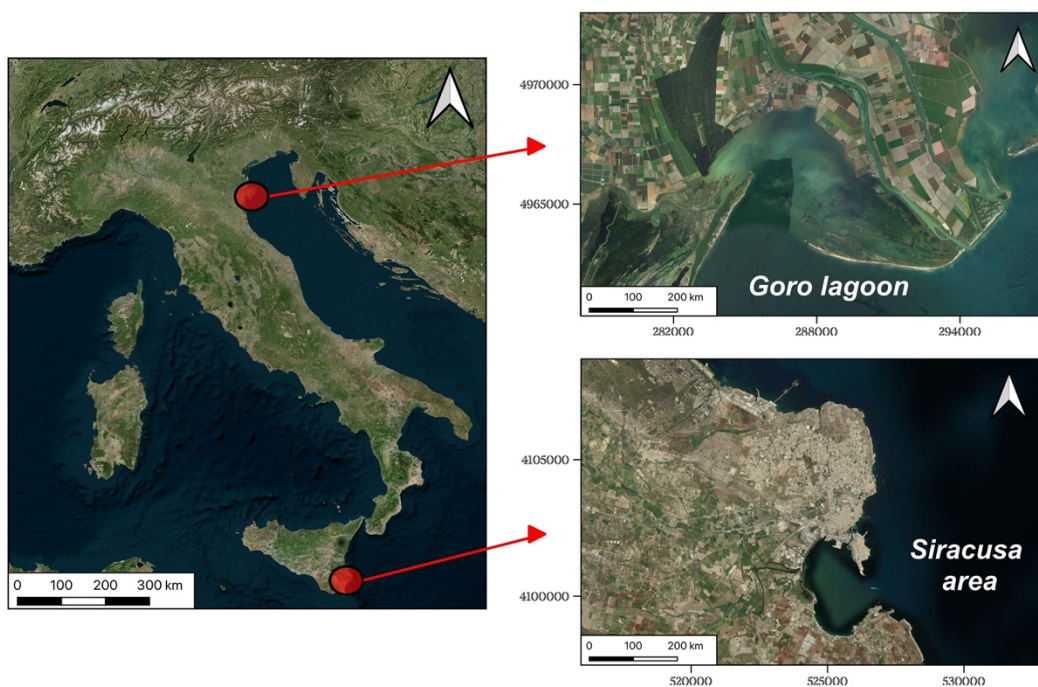 0 100 200 300 km
4970000
4965000
Goro lagoon
0 100 200 km
282000 288000 294000
4105000
4100000
Siracusa
area
0 100 200 km
520000 525000 530000